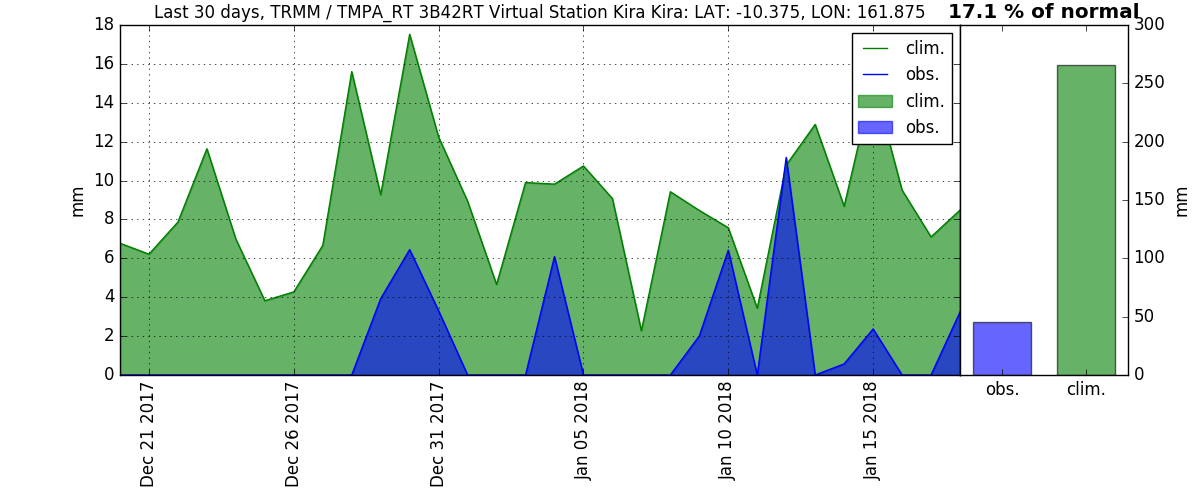 Last 30 days, TRMM / TMPA_RT 3B42RT Virtual Station Kira Kira: LAT: -10.375, LON: 161.875
17.1 % of normal
18
16
14
12
10
8
6
4
2
0
mm
clim.
obs.
clim.
obs.
Dec 21 2017
Dec 26 2017
Dec 31 2017
Jan 05 2018
Jan 10 2018
Jan 15 2018
300
250
200
150
100
50
0
mm
obs.
clim.